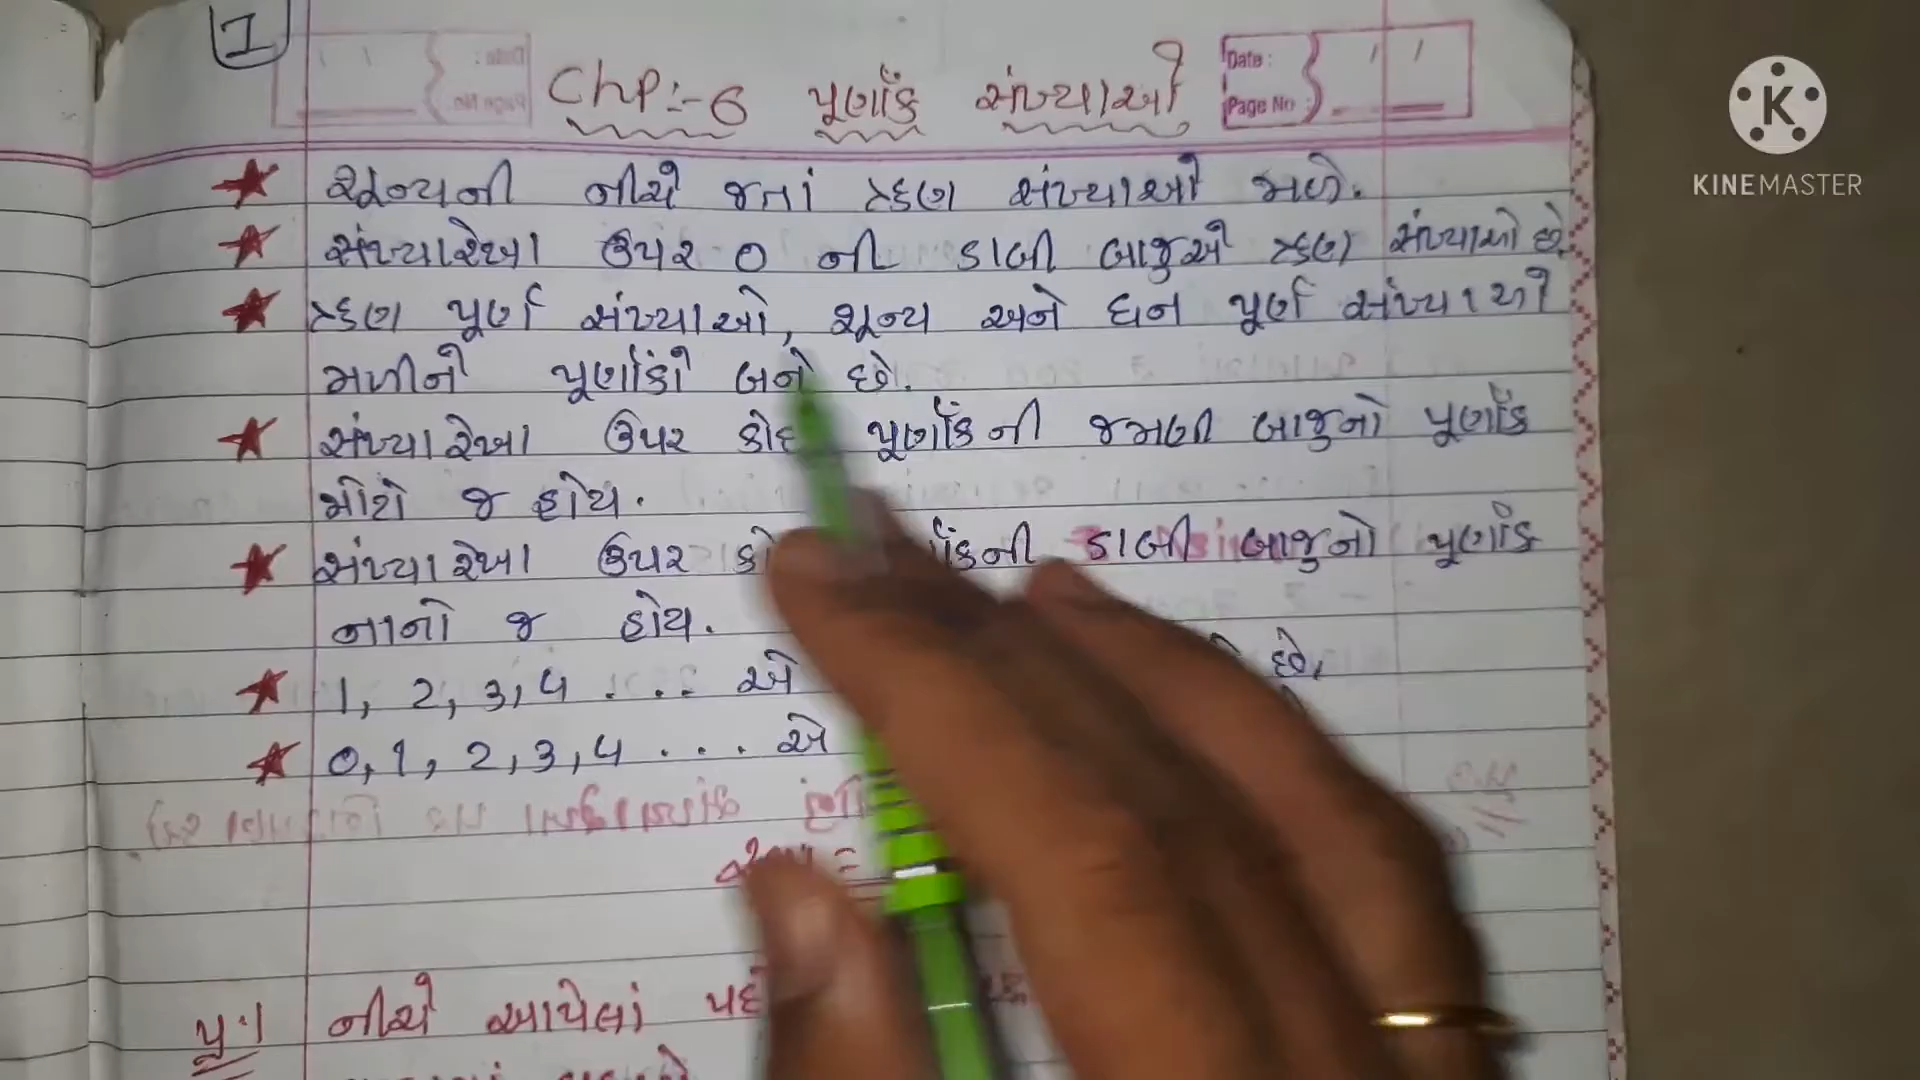 1
Chp:-6 પૂર્ણાંક સંખ્યાઓ
Date :
Page No :
KINEMASTER
શૂન્યની નીચે જતાં ઋણ સંખ્યાઓ મળે.
સંખ્યારેખા ઉપર 0 ની ડાબી બાજુએ ઋણ સંખ્યાઓ છે.
ઋણ પૂર્ણ સંખ્યાઓ, શૂન્ય અને ધન પૂર્ણ સંખ્યાઓ
મળીને પૂર્ણાંકો બને છે.
સંખ્યારેખા ઉપર કોઇ પૂર્ણાંકની જમણી બાજુનો પૂર્ણાંક
મોટો જ હોય.
સંખ્યારેખા ઉપર ડાબી બાજુનો પૂર્ણાંક
નાનો જ હોય.
1, 2, 3, 4 . . . એ છે.
0, 1, 2, 3, 4 . . . એ
પ્ર.1 નીચે આપેલાં